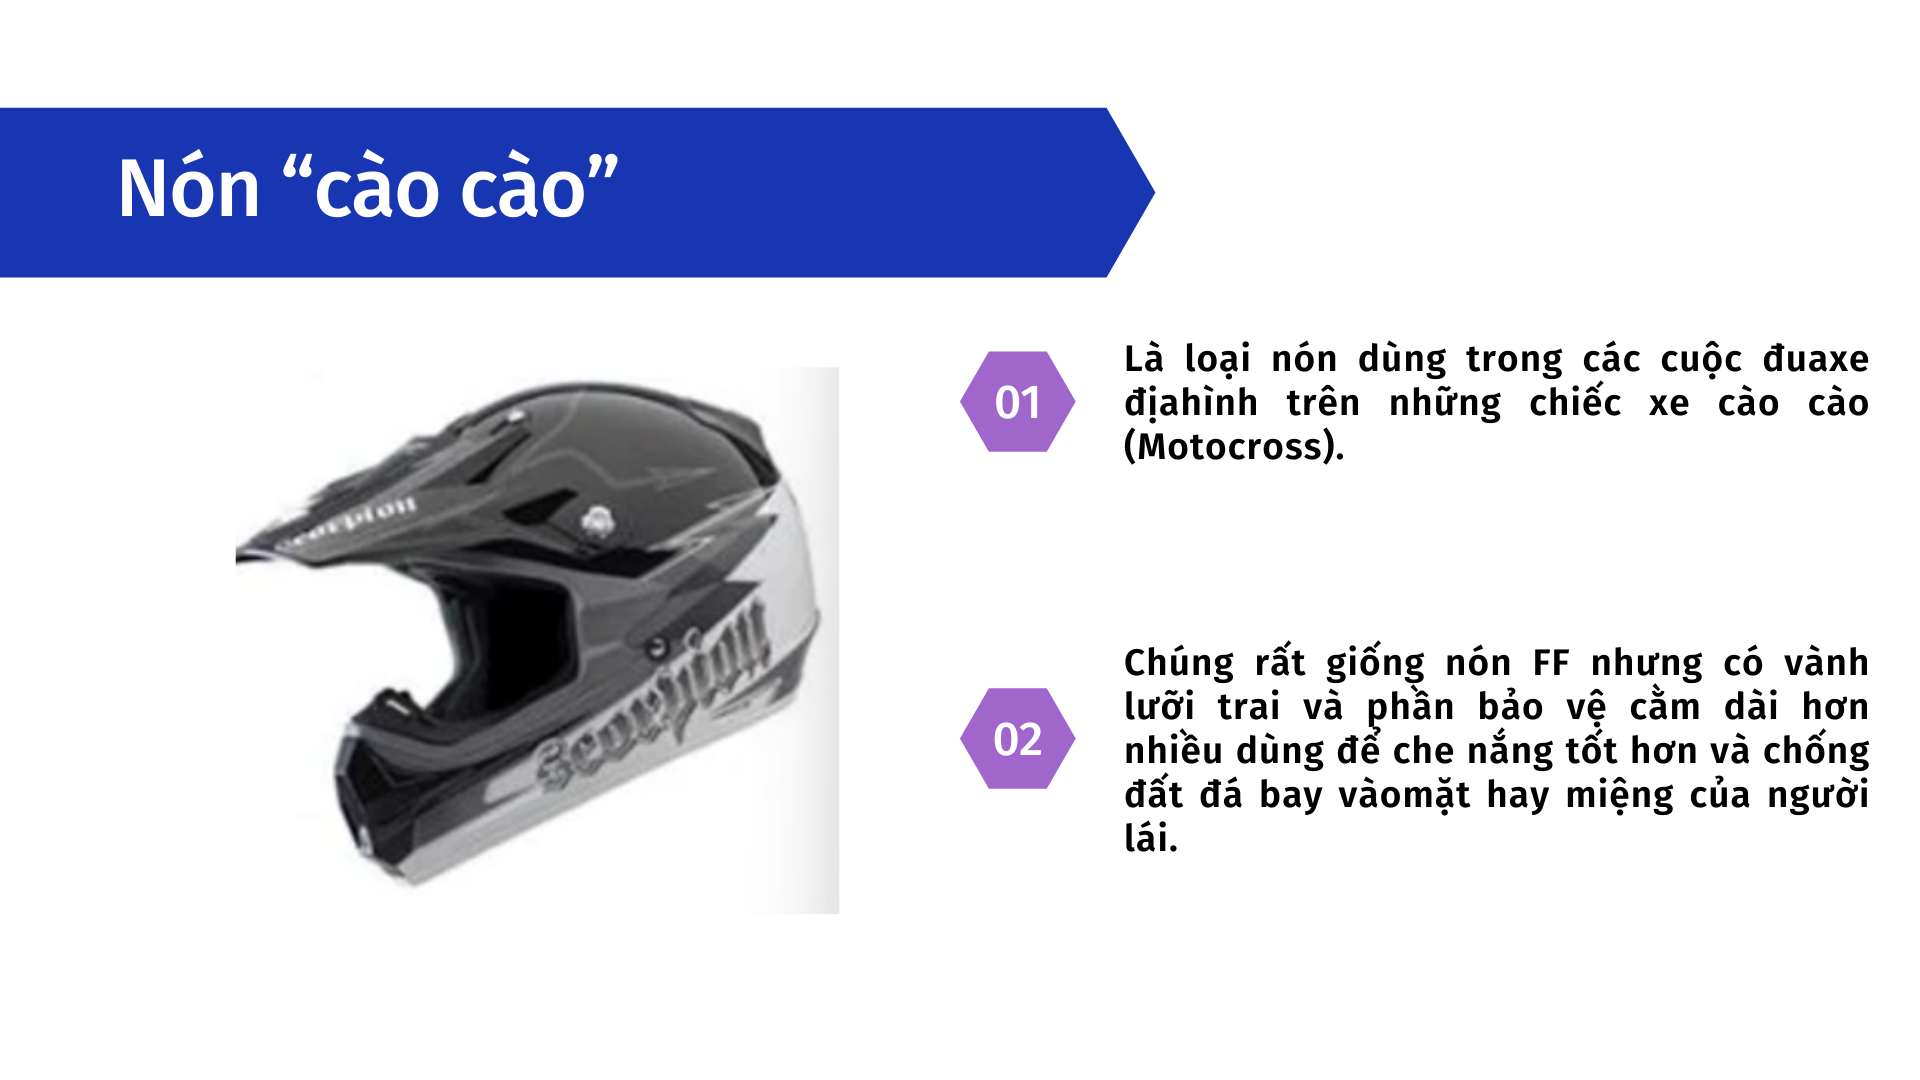 Nón “cào cào”
scorpion
scorpion
01
Là loại nón dùng trong các cuộc đuaxe
địahình trên những chiếc xe cào cào
(Motocross).
02
Chúng rất giống nón FF nhưng có vành
lưỡi trai và phần bảo vệ cằm dài hơn
nhiều dùng để che nắng tốt hơn và chống
đất đá bay vàomặt hay miệng của người
lái.